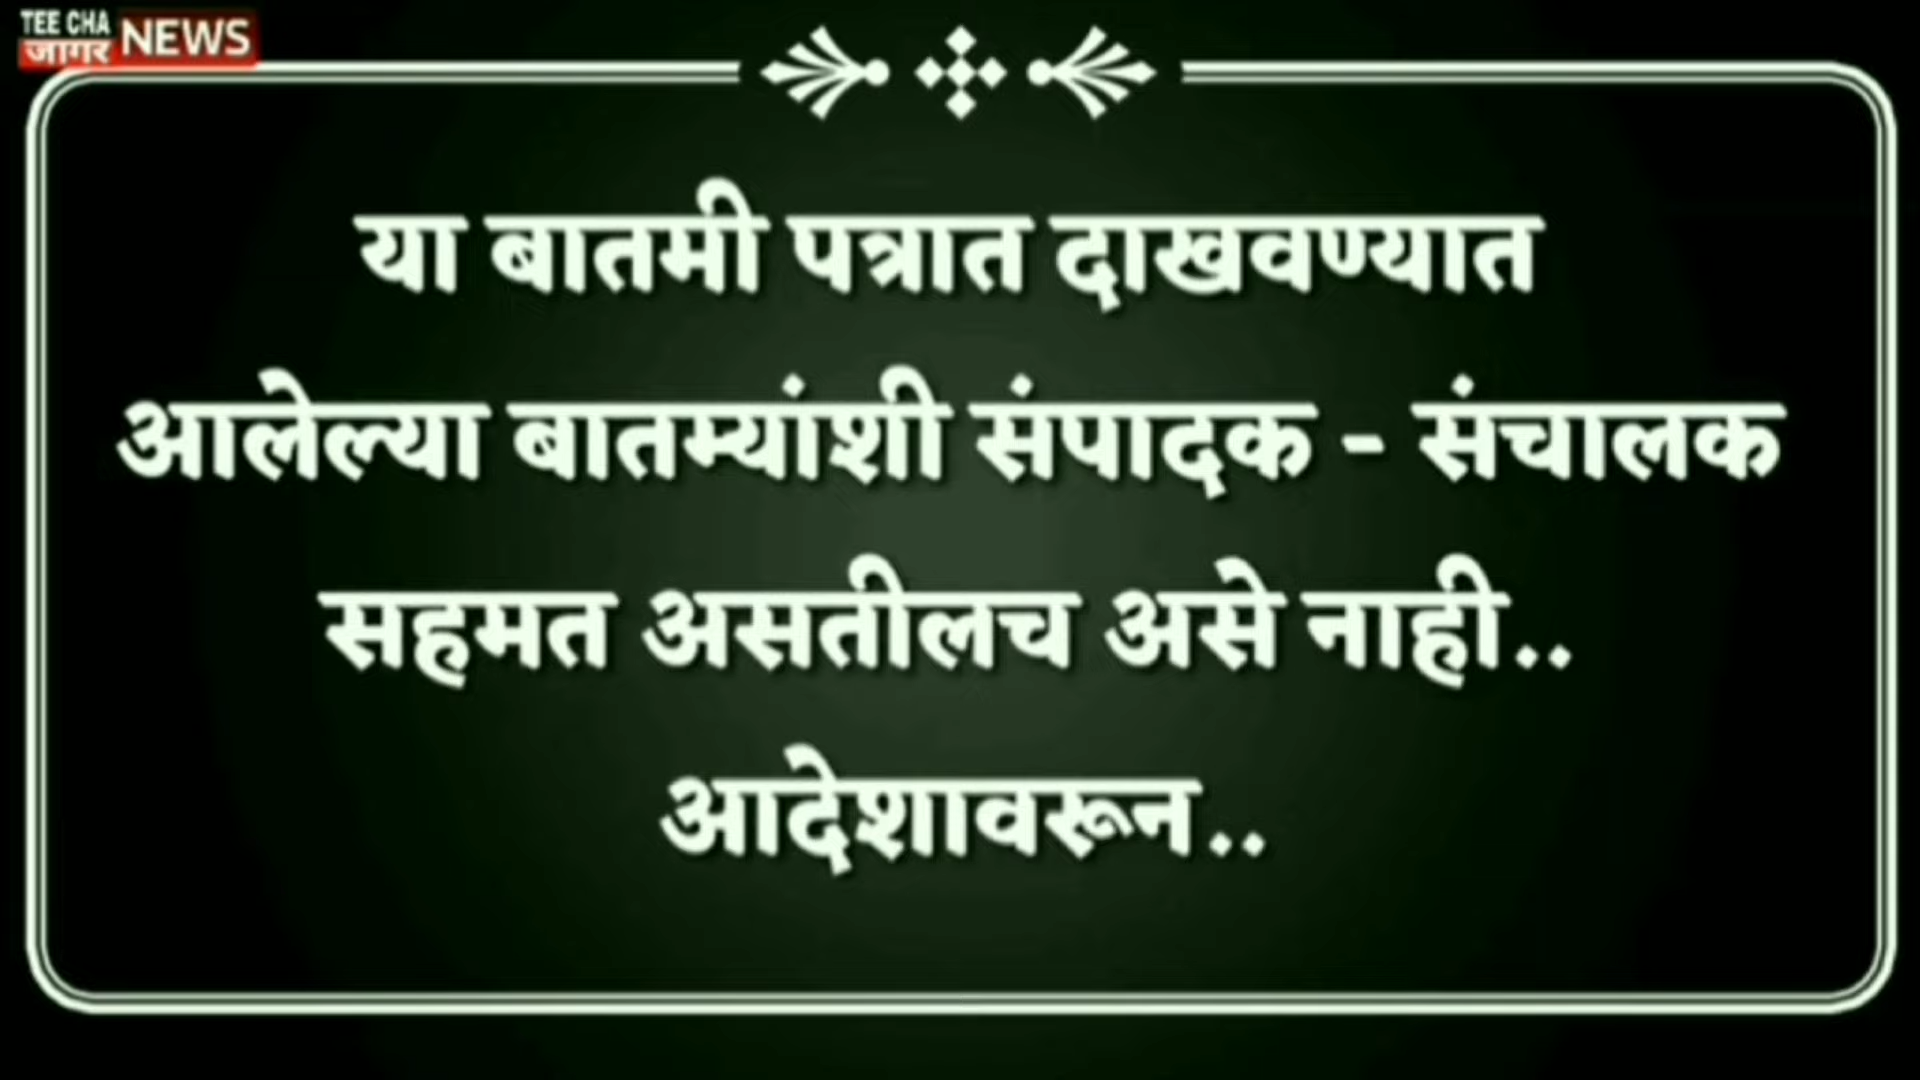 TEE CHA
जागर NEWS
या बातमी पत्रात दाखवण्यात
आलेल्या बातम्यांशी संपादक - संचालक
सहमत असतीलच असे नाही..
आदेशावरून..